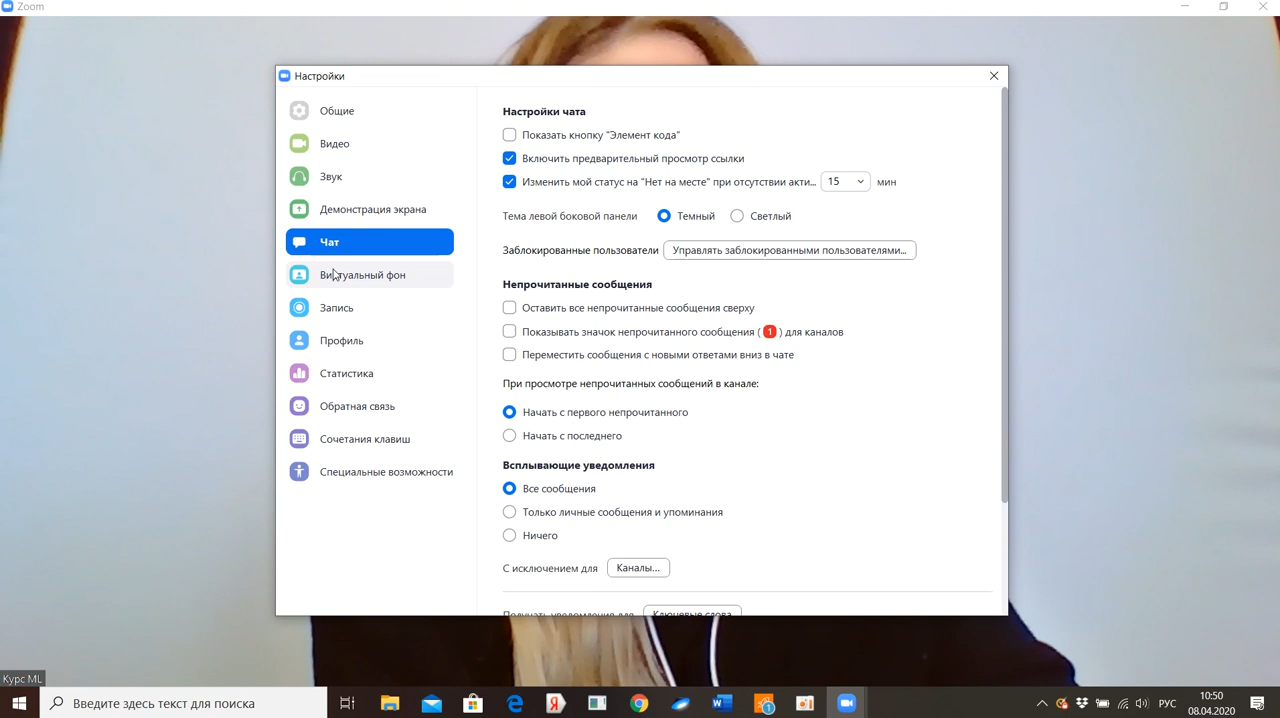 Zoom
Настройки
Общие
Видео
Звук
Демонстрация экрана
Чат
Виртуальный фон
Запись
Профиль
Статистика
Обратная связь
Сочетания клавиш
Специальные возможности
Настройки чата
Показать кнопку "Элемент кода"
Включить предварительный просмотр ссылки
Изменить мой статус на "Нет на месте" при отсутствии акти... 15 мин
Тема левой боковой панели Темный Светлый
Заблокированные пользователи Управлять заблокированными пользователями...
Непрочитанные сообщения
Оставить все непрочитанные сообщения сверху
Показывать значок непрочитанного сообщения ( 1 ) для каналов
Переместить сообщения с новыми ответами вниз в чате
При просмотре непрочитанных сообщений в канале:
Начать с первого непрочитанного
Начать с последнего
Всплывающие уведомления
Все сообщения
Только личные сообщения и упоминания
Ничего
С исключением для Каналы...
Получать уведомления для Ключевые слова
Курс ML
Введите здесь текст для поиска
РУС
10:50
08.04.2020